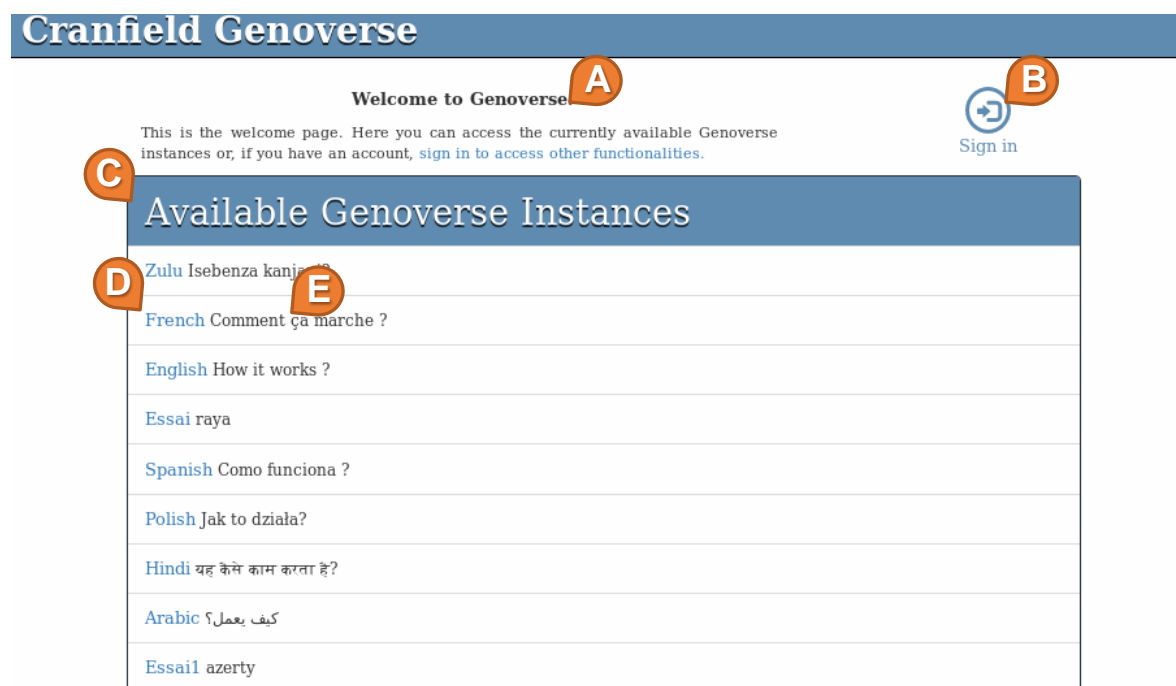 Cranfield Genoverse
A
B
Welcome to Genoverse
This is the welcome page. Here you can access the currently available Genoverse
instances or, if you have an account, sign in to access other functionalities.
Sign in
C
Available Genoverse Instances
Zulu Isebenza
D
E
French Comment ça marche ?
English How it works ?
Essai raya
Spanish Como funciona ?
Polish Jak to działa?
Hindi यह कैसे काम करता है?
Arabic كيف يعمل؟
Essai1 azerty